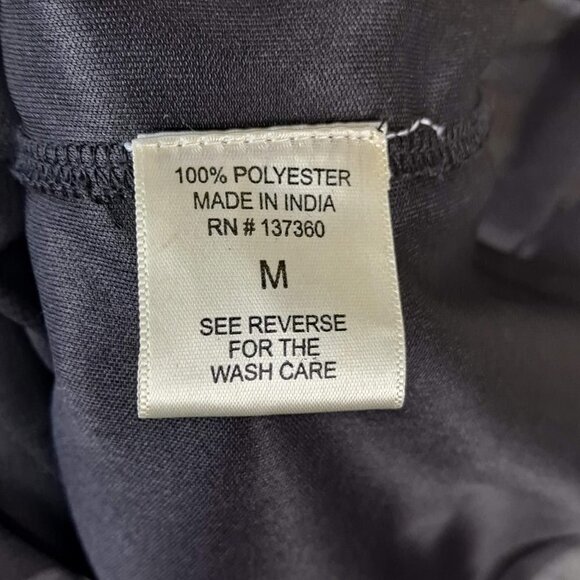 100% POLYESTER
MADE IN INDIA
RN # 137360
M
SEE REVERSE
FOR THE
WASH CARE